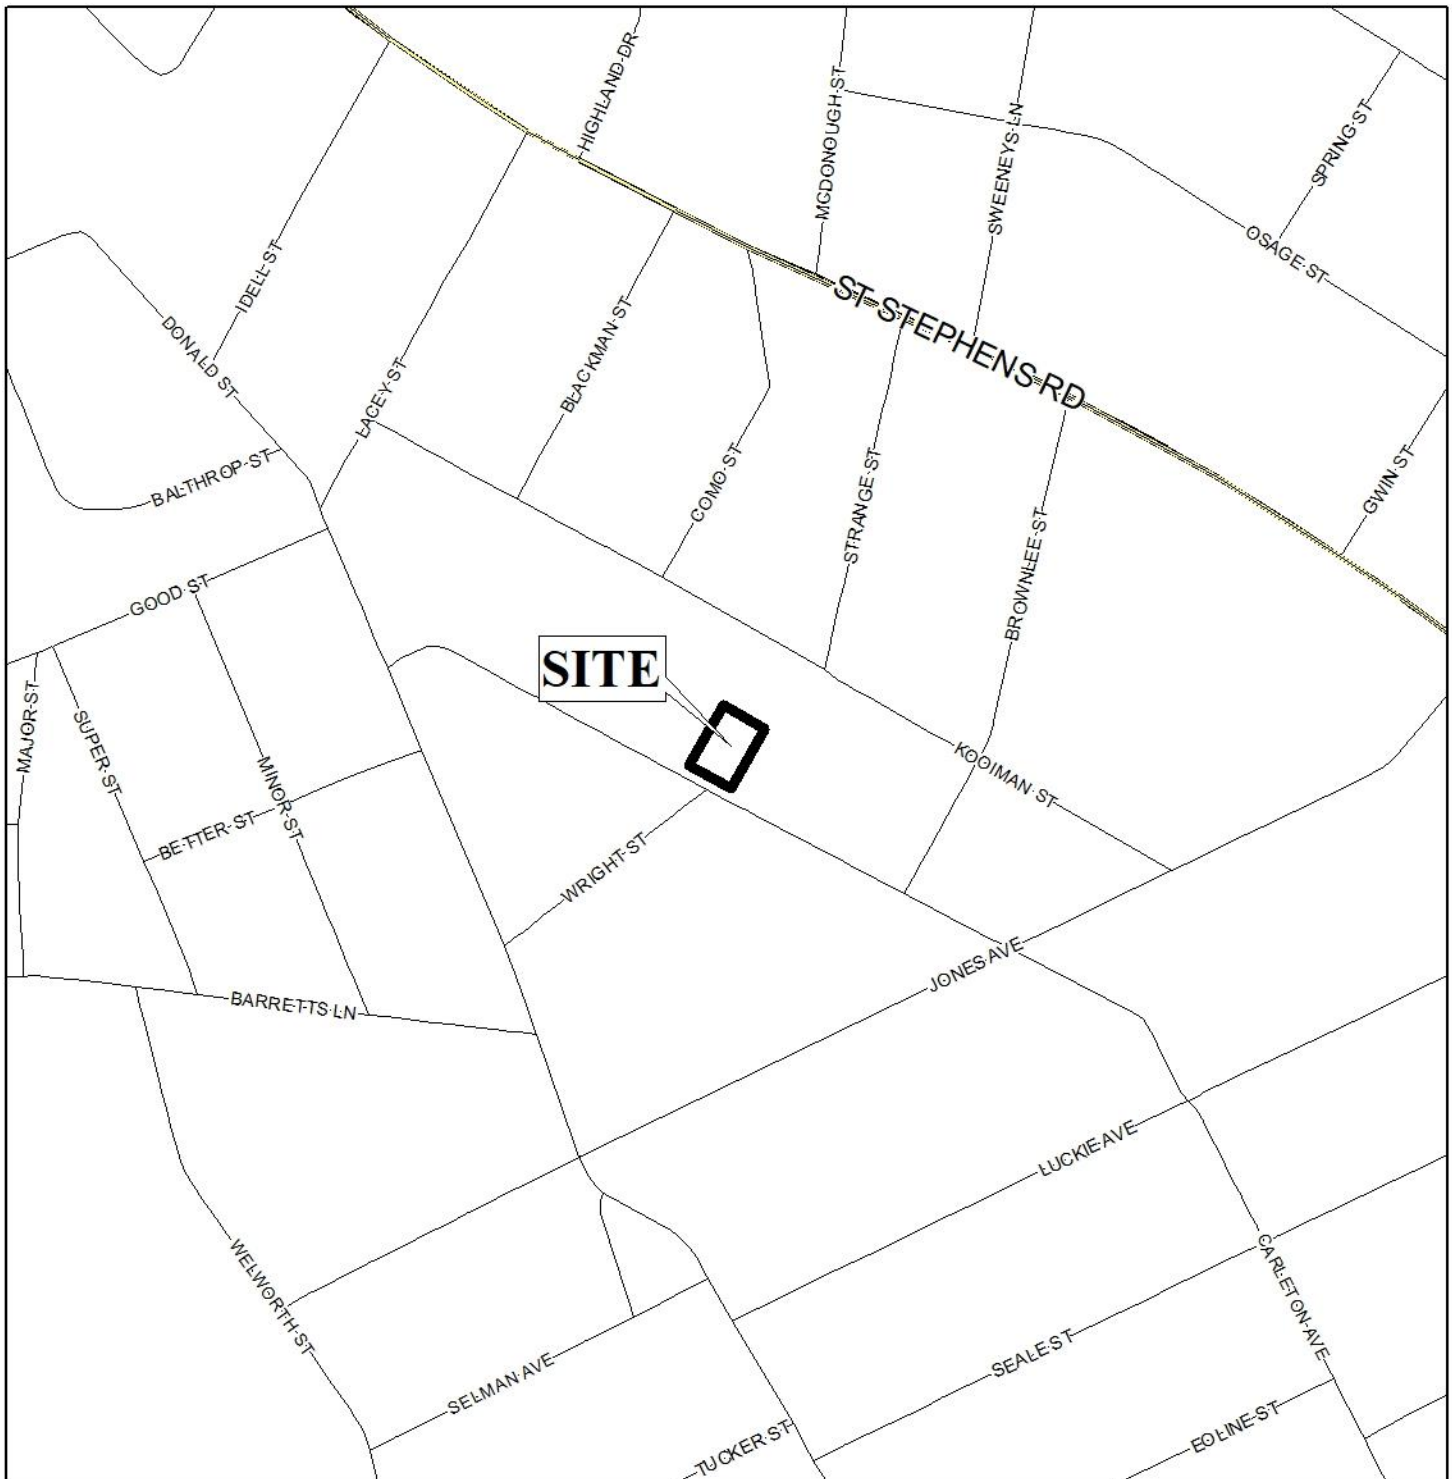 HIGHLAND DR
MCDONOUGH ST
SWEENEYS LN
SPRING ST
OSAGE ST
IDELL ST
DONALD ST
ST STEPHENS RD
BLACKMAN ST
LACEY ST
COMO ST
STRANGE ST
GWIN ST
BALTHROP ST
BROWNLEE ST
GOOD ST
SITE
MAJOR ST
SUPER ST
MINOR ST
KOOIMAN ST
BETTER ST
WRIGHT ST
JONES AVE
BARRETTS LN
LUCKIE AVE
WELWORTH ST
CARLETON AVE
SEALE ST
SELMAN AVE
EOLINE ST
TUCKER ST